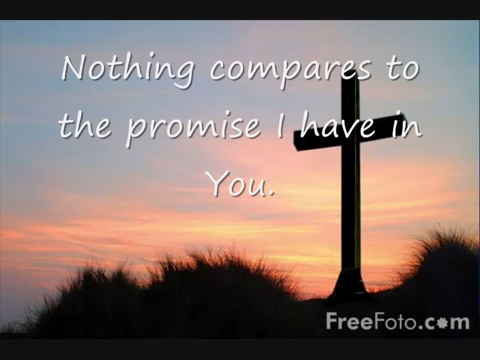 Nothing compares to
the promise I have in
You.
FreeFoto.com